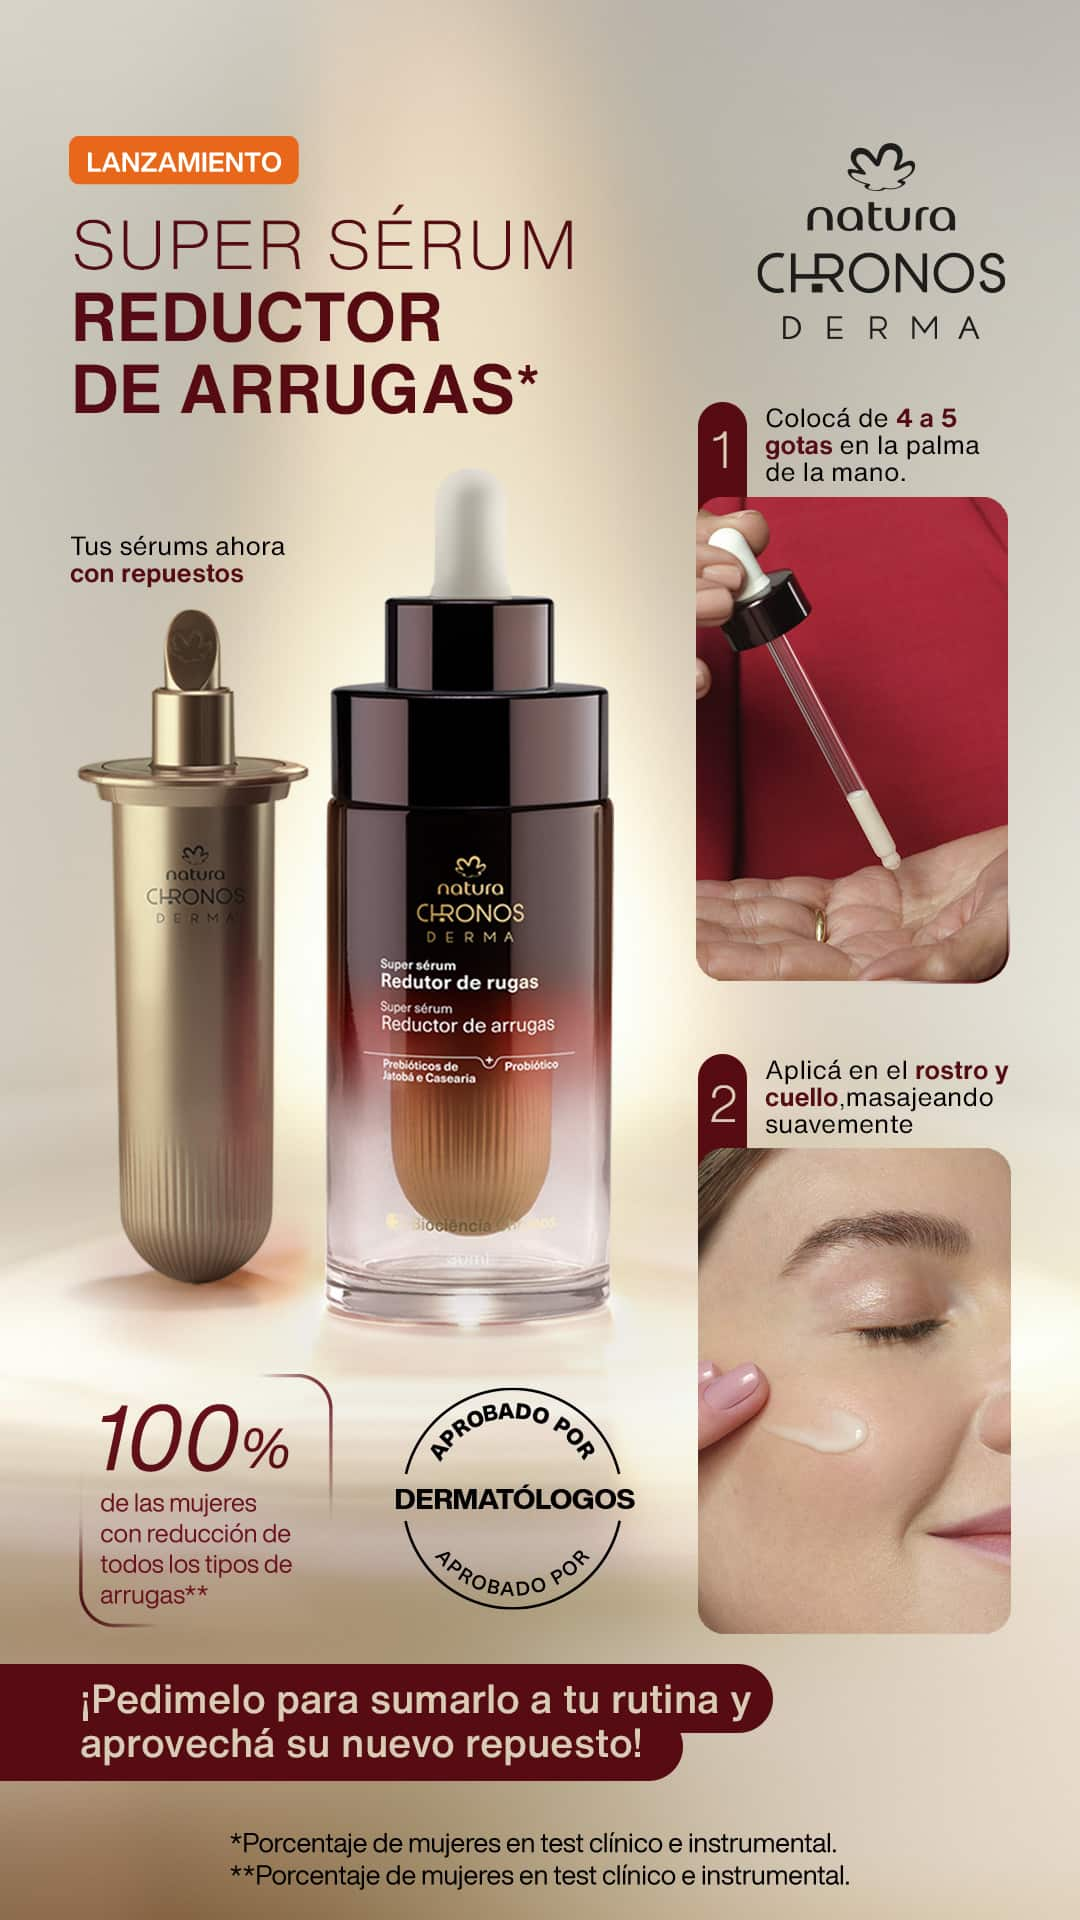 LANZAMIENTO
SUPER SÉRUM
REDUCTOR
DE ARRUGAS*
natura
CHRONOS
DERMA
Tus sérums ahora
con repuestos
natura
CHRONOS
DERMA
natura
CHRONOS
DERMA
Super sérum
Redutor de rugas
Super sérum
Reductor de arrugas
Prebióticos de
Jatobá e Casearia
+
Probiótico
Biociência Chronos
30ml
1
Colocá de 4 a 5
gotas en la palma
de la mano.
2
Aplicá en el rostro y
cuello,masajeando
suavemente
100%
de las mujeres
con reducción de
todos los tipos de
arrugas**
APROBADO POR
DERMATÓLOGOS
APROBADO POR
¡Pedimelo para sumarlo a tu rutina y
aprovechá su nuevo repuesto!
*Porcentaje de mujeres en test clínico e instrumental.
**Porcentaje de mujeres en test clínico e instrumental.